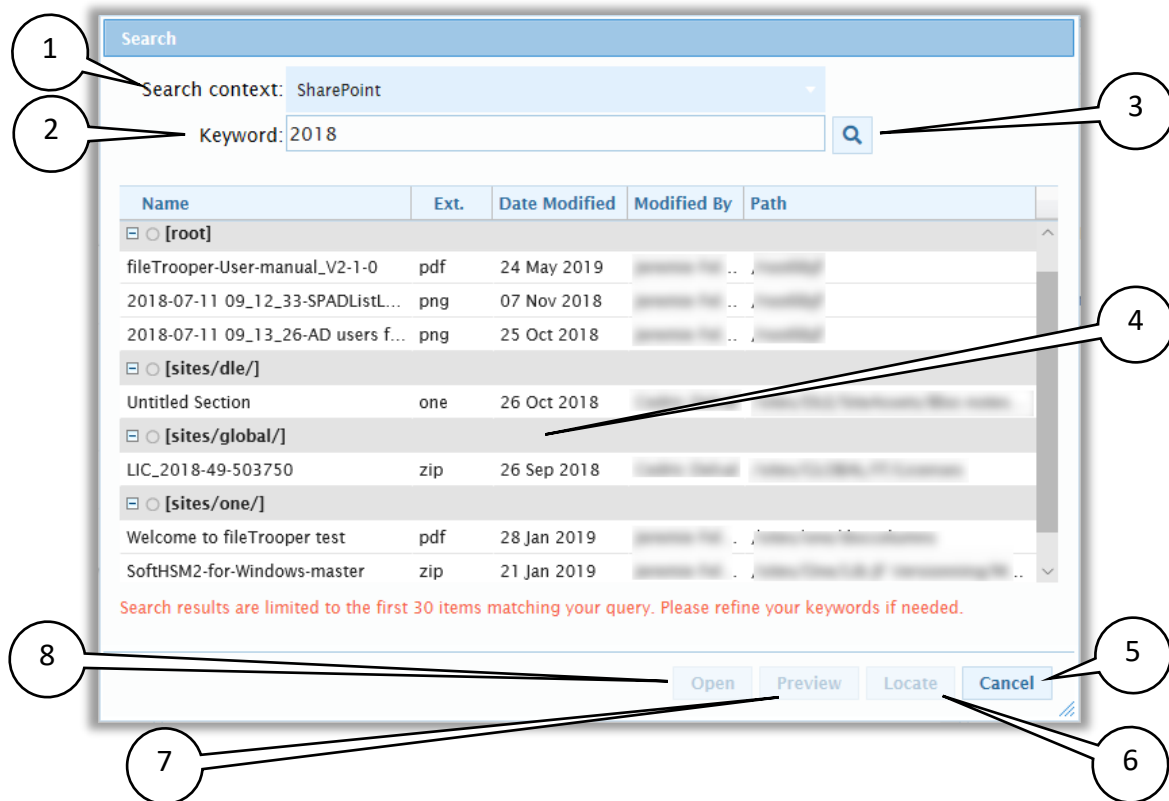 Search
1
Search context: SharePoint
2
Keyword: 2018
3
Name Ext. Date Modified Modified By Path
[root]
fileTrooper-User-manual_V2-1-0 pdf 24 May 2019
2018-07-11 09_12_33-SPADListL... png 07 Nov 2018
2018-07-11 09_13_26-AD users f... png 25 Oct 2018
4
[sites/dle/]
Untitled Section one 26 Oct 2018
[sites/global/]
LIC_2018-49-503750 zip 26 Sep 2018
[sites/one/]
Welcome to fileTrooper test pdf 28 Jan 2019
SoftHSM2-for-Windows-master zip 21 Jan 2019
Search results are limited to the first 30 items matching your query. Please refine your keywords if needed.
8
5
Open Preview Locate Cancel
7
6